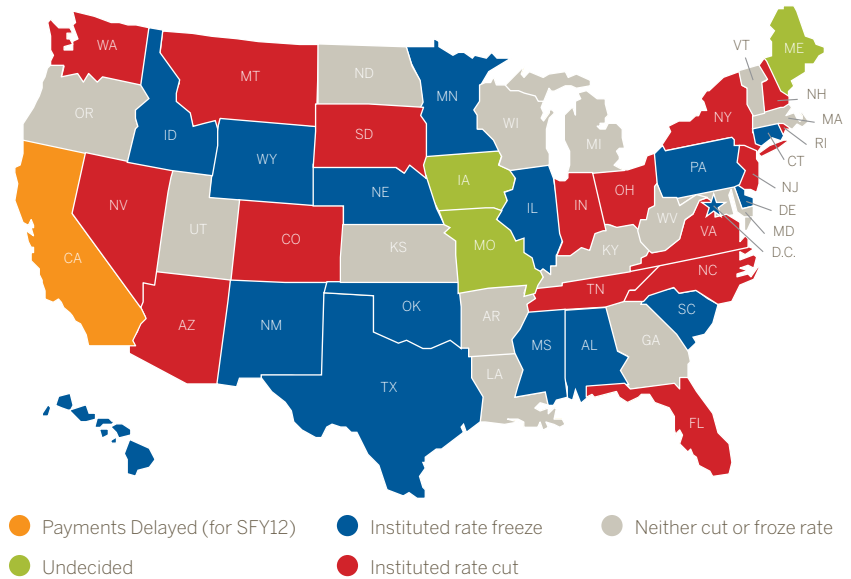 WA
MT
ND
MN
OR
ID
SD
WI
MI
WY
NE
IA
NV
UT
CO
KS
MO
IL
IN
OH
PA
NY
VT
ME
NH
MA
RI
CT
NJ
DE
MD
D.C.
WV
VA
KY
NC
TN
SC
CA
AZ
NM
OK
AR
TX
LA
MS
AL
GA
FL
Payments Delayed (for SFY12)
Instituted rate freeze
Neither cut or froze rate
Undecided
Instituted rate cut